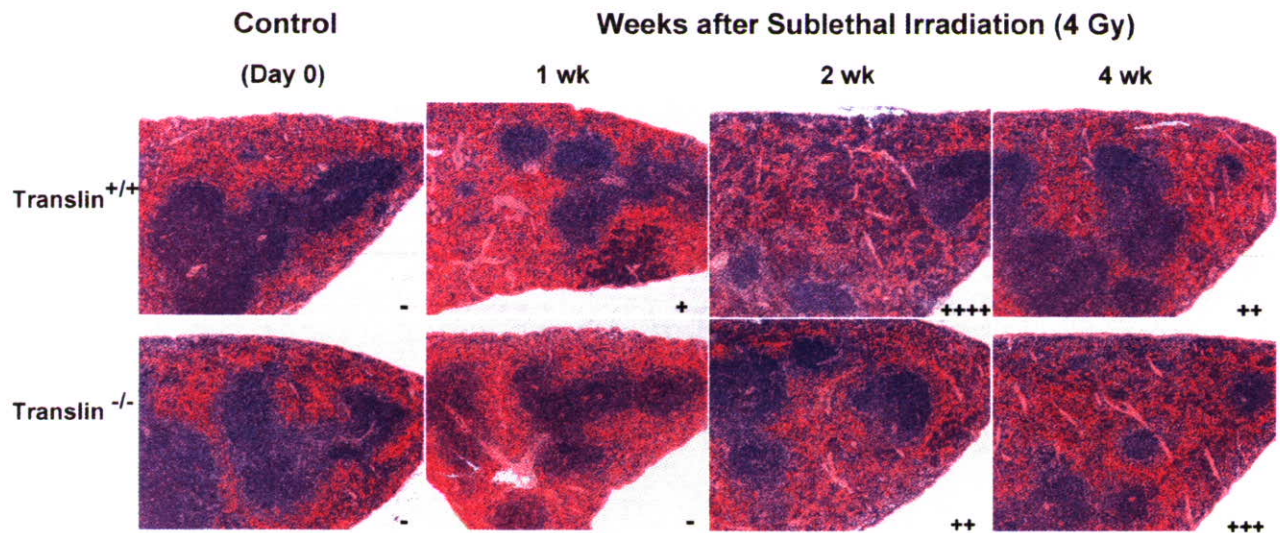 Control Weeks after Sublethal Irradiation (4 Gy)
(Day 0) 1 wk 2 wk 4 wk
Translin+/+
- + ++++ ++
Translin -/-
- - ++ +++